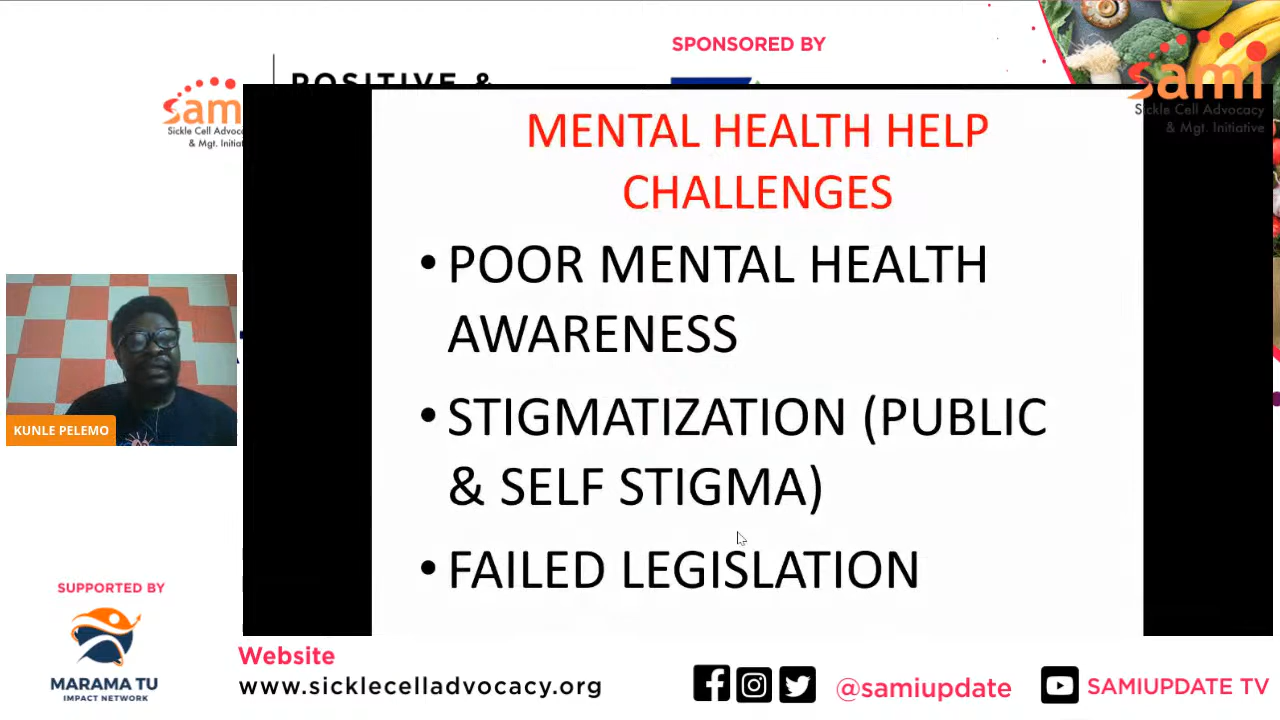 SPONSORED BY
POSITIVE &
sami
Sickle Cell Advocacy
& Mgt. Initiative
MENTAL HEALTH HELP
CHALLENGES
• POOR MENTAL HEALTH
AWARENESS
• STIGMATIZATION (PUBLIC
& SELF STIGMA)
• FAILED LEGISLATION
KUNLE PELEMO
SUPPORTED BY
MARAMA TU
IMPACT NETWORK
Website
www.sicklecelladvocacy.org
@samiupdate
SAMIUPDATE TV